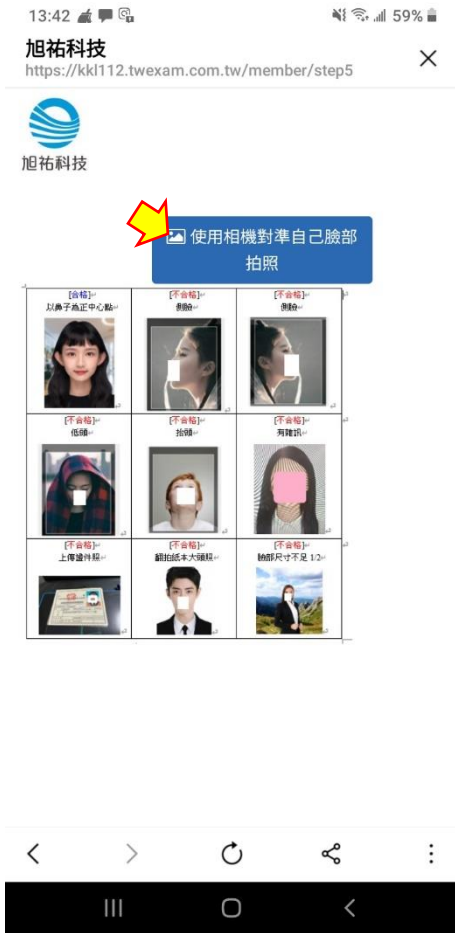 13:42
59%
旭祐科技
https://kkl112.twexam.com.tw/member/step5
旭祐科技
使用相機對準自己臉部
拍照
[合格]
以鼻子為正中心點
[不合格]
側臉
[不合格]
側臉
[不合格]
低頭
[不合格]
抬頭
[不合格]
有雜訊
[不合格]
上傳證件照
[不合格]
翻拍紙本大頭照
[不合格]
臉部尺寸不足 1/2